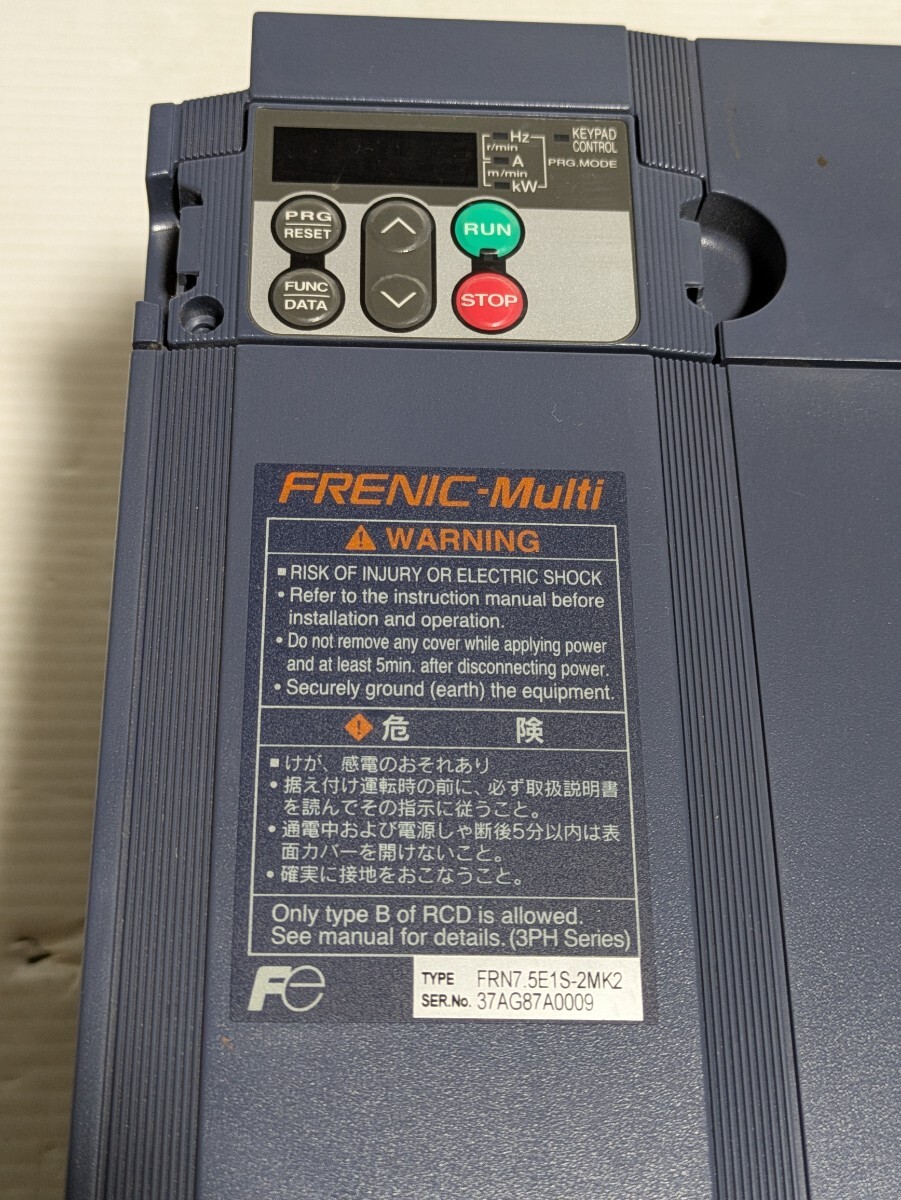 Hz
r/min
A
m/min
kW
KEYPAD
CONTROL
PRG.MODE
PRG
RESET
RUN
FUNC
DATA
STOP
FRENIC-Multi
WARNING
■ RISK OF INJURY OR ELECTRIC SHOCK
• Refer to the instruction manual before
installation and operation.
• Do not remove any cover while applying power
and at least 5min. after disconnecting power.
• Securely ground (earth) the equipment.
危 険
■ けが、感電のおそれあり
• 据え付け運転時の前に、必ず取扱説明書
を読んでその指示に従うこと。
• 通電中および電源しゃ断後5分以内は表
面カバーを開けないこと。
• 確実に接地をおこなうこと。
Only type B of RCD is allowed.
See manual for details. (3PH Series)
Fe
TYPE FRN7.5E1S-2MK2
SER.No. 37AG87A0009